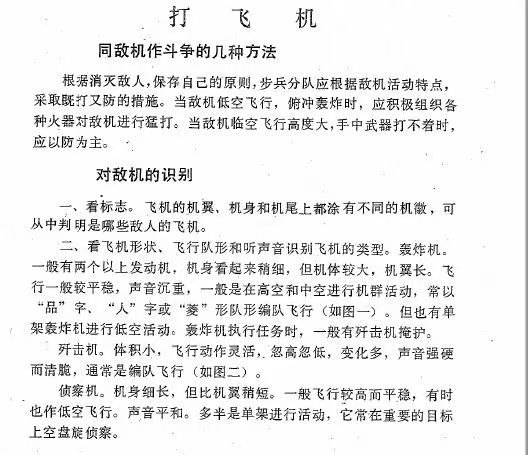 打飞机
同敌机作斗争的几种方法
根据消灭敌人,保存自己的原则,步兵分队应根据敌机活动特点,
采取既打又防的措施。当敌机低空飞行,俯冲轰炸时,应积极组织各
种火器对敌机进行猛打。当敌机临空飞行高度大,手中武器打不着时,
应以防为主。
对敌机的识别
一、看标志。飞机的机翼、机身和机尾上都涂有不同的机徽,可
从中判明是哪些敌人的飞机。
二、看飞机形状、飞行队形和听声音识别飞机的类型。轰炸机。
一般有两个以上发动机,机身看起来稍细,但机体较大,机翼长。飞
行一般较平稳,声音沉重,一般是在高空和中空进行机群活动,常以
“品”字、“人”字或“菱”形队形编队飞行(如图一)。但也有单
架轰炸机进行低空活动。轰炸机执行任务时,一般有歼击机掩护。
歼击机。体积小,飞行动作灵活,忽高忽低,变化多,声音强硬
而清脆,通常是编队飞行(如图二)。
侦察机。机身细长,但比机翼稍短。一般飞行较高而平稳,有时
也作低空飞行。声音平和。多半是单架进行活动,它常在重要的目标
上空盘旋侦察。